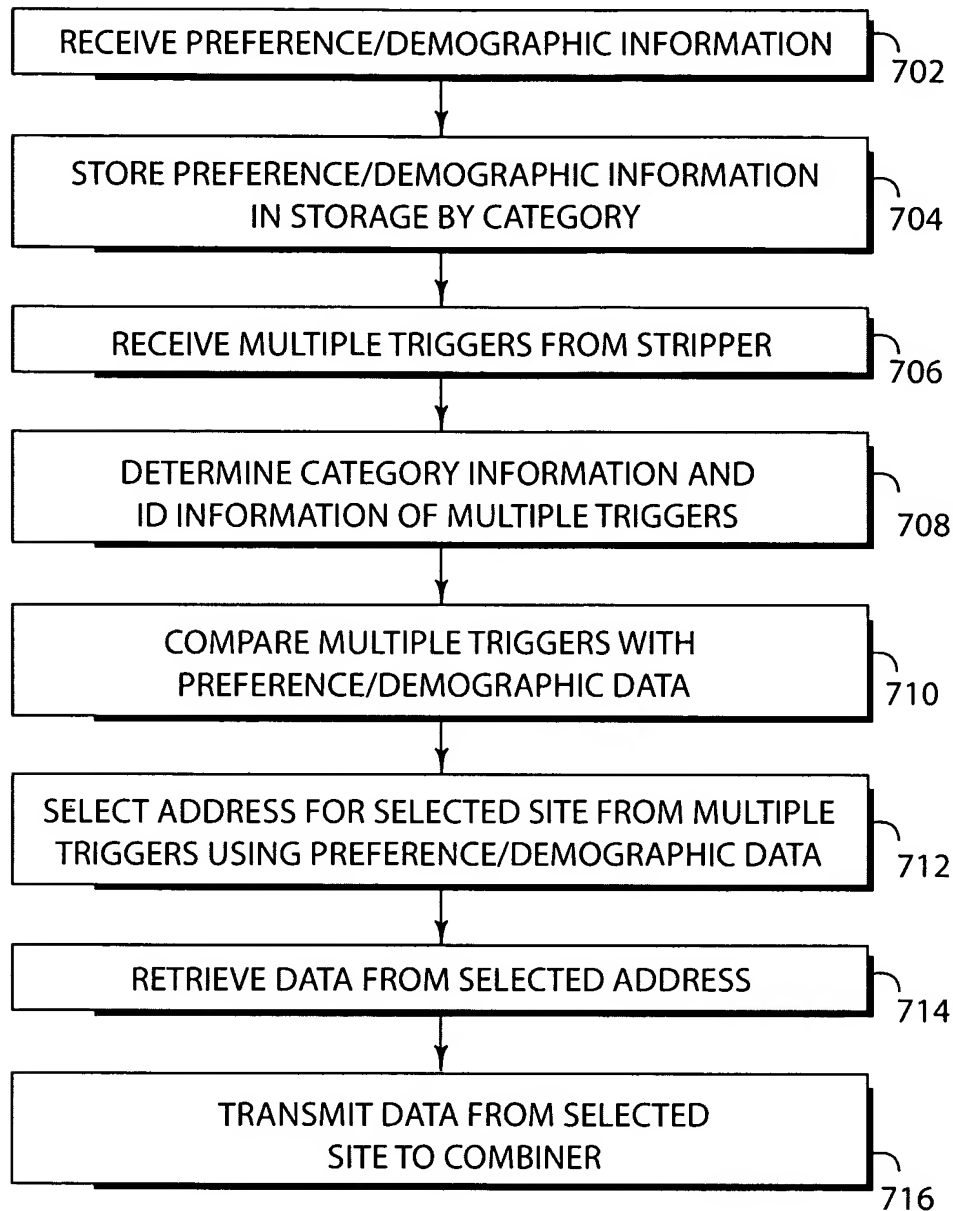 RECEIVE PREFERENCE/DEMOGRAPHIC INFORMATION
702
STORE PREFERENCE/DEMOGRAPHIC INFORMATION
IN STORAGE BY CATEGORY
704
RECEIVE MULTIPLE TRIGGERS FROM STRIPPER
706
DETERMINE CATEGORY INFORMATION AND
ID INFORMATION OF MULTIPLE TRIGGERS
708
COMPARE MULTIPLE TRIGGERS WITH
PREFERENCE/DEMOGRAPHIC DATA
710
SELECT ADDRESS FOR SELECTED SITE FROM MULTIPLE
TRIGGERS USING PREFERENCE/DEMOGRAPHIC DATA
712
RETRIEVE DATA FROM SELECTED ADDRESS
714
TRANSMIT DATA FROM SELECTED
SITE TO COMBINER
716